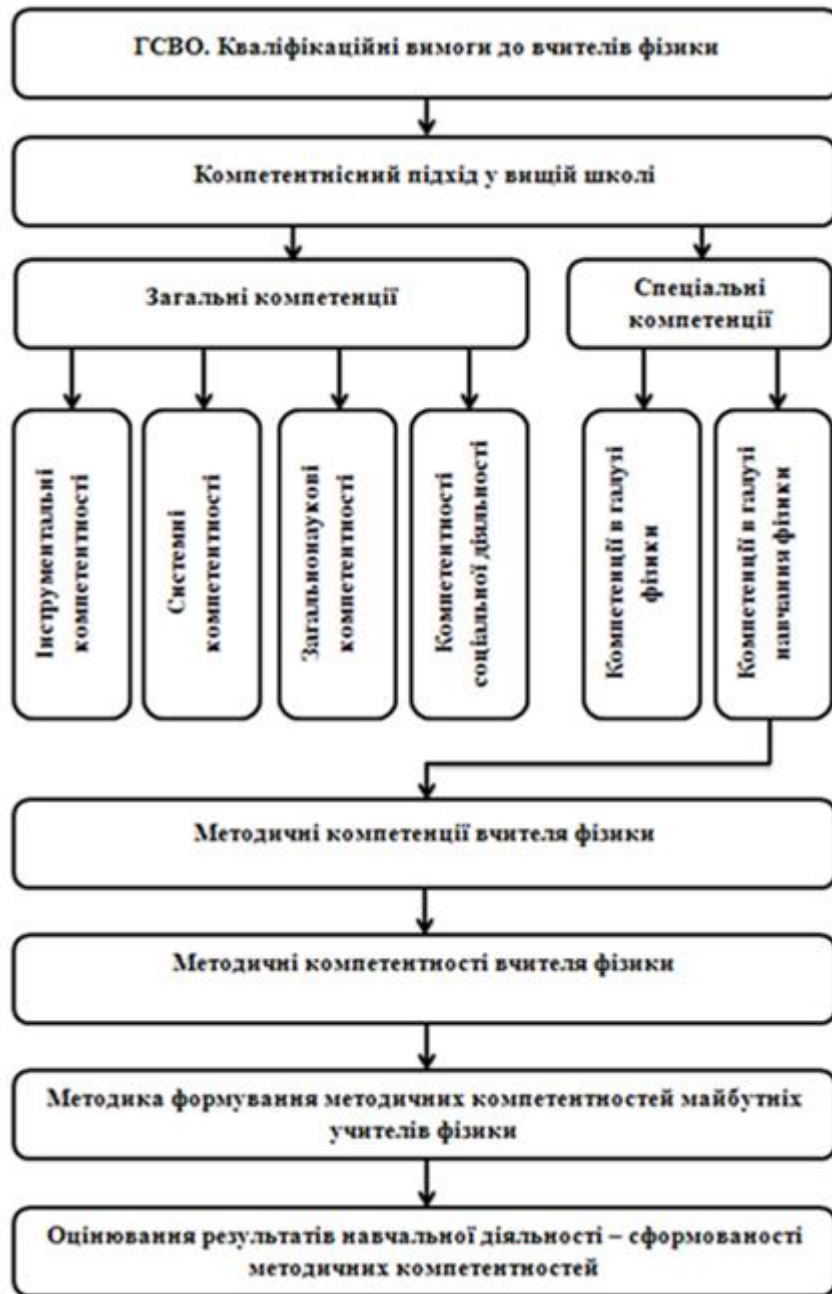 ГСВО. Кваліфікаційні вимоги до вчителів фізики
Компетентнісний підхід у вищій школі
Загальні компетенції
Спеціальні
компетенції
Інструментальні
компетентності
Системні
компетентності
Загальнонаукові
компетентності
Компетентності
соціальної діяльності
Компетенції в галузі
фізики
Компетенції в галузі
навчання фізики
Методичні компетенції вчителя фізики
Методичні компетентності вчителя фізики
Методика формування методичних компетентностей майбутніх
учителів фізики
Оцінювання результатів навчальної діяльності – сформованості
методичних компетентностей